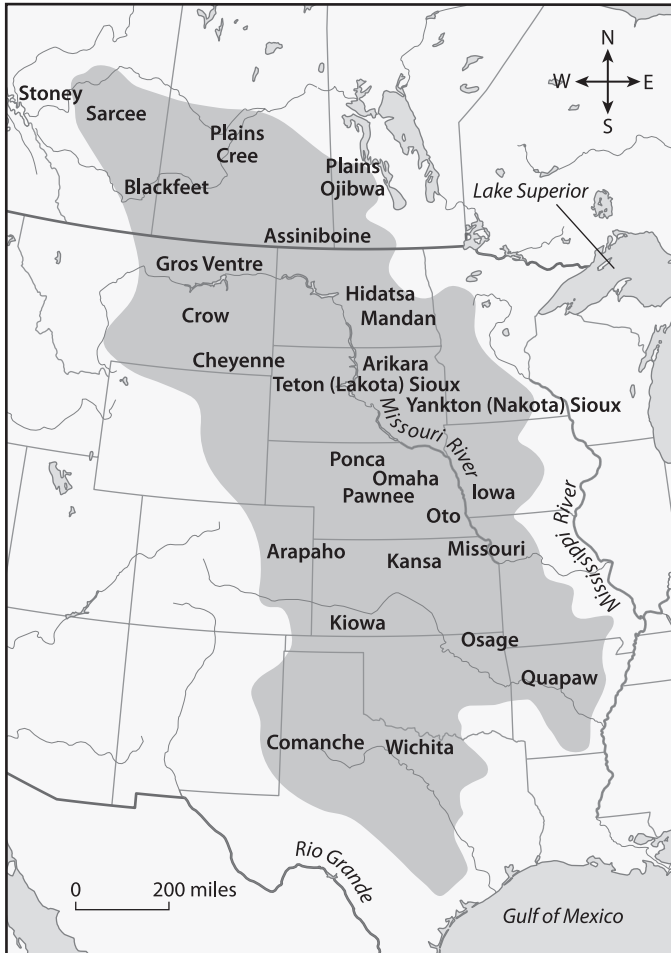 N
W E
S
Stoney
Sarcee
Plains
Cree
Plains
Ojibwa
Blackfeet
Lake Superior
Assiniboine
Gros Ventre
Hidatsa
Mandan
Crow
Cheyenne
Arikara
Teton (Lakota) Sioux
Yankton (Nakota) Sioux
Missouri River
Ponca
Omaha
Pawnee
Iowa
Oto
Mississippi River
Arapaho
Kansa
Missouri
Kiowa
Osage
Quapaw
Comanche
Wichita
Rio Grande
0 200 miles
Gulf of Mexico